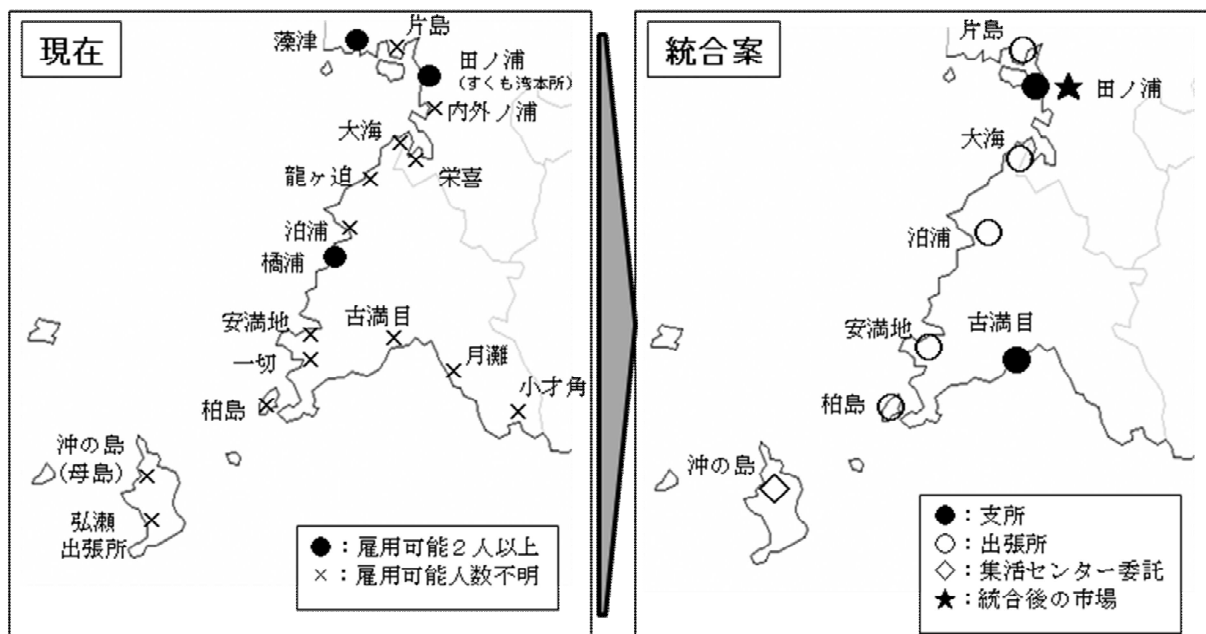 現在
片島
藻津
田ノ浦
(すくも湾本所)
内外ノ浦
大海
栄喜
龍ヶ迫
泊浦
橘浦
安満地
古満目
一切
月灘
小才角
柏島
沖の島
(母島)
弘瀬
出張所
●：雇用可能２人以上
×：雇用可能人数不明
統合案
片島
田ノ浦
大海
泊浦
安満地
古満目
柏島
沖の島
●：支所
○：出張所
◇：集活センター委託
★：統合後の市場